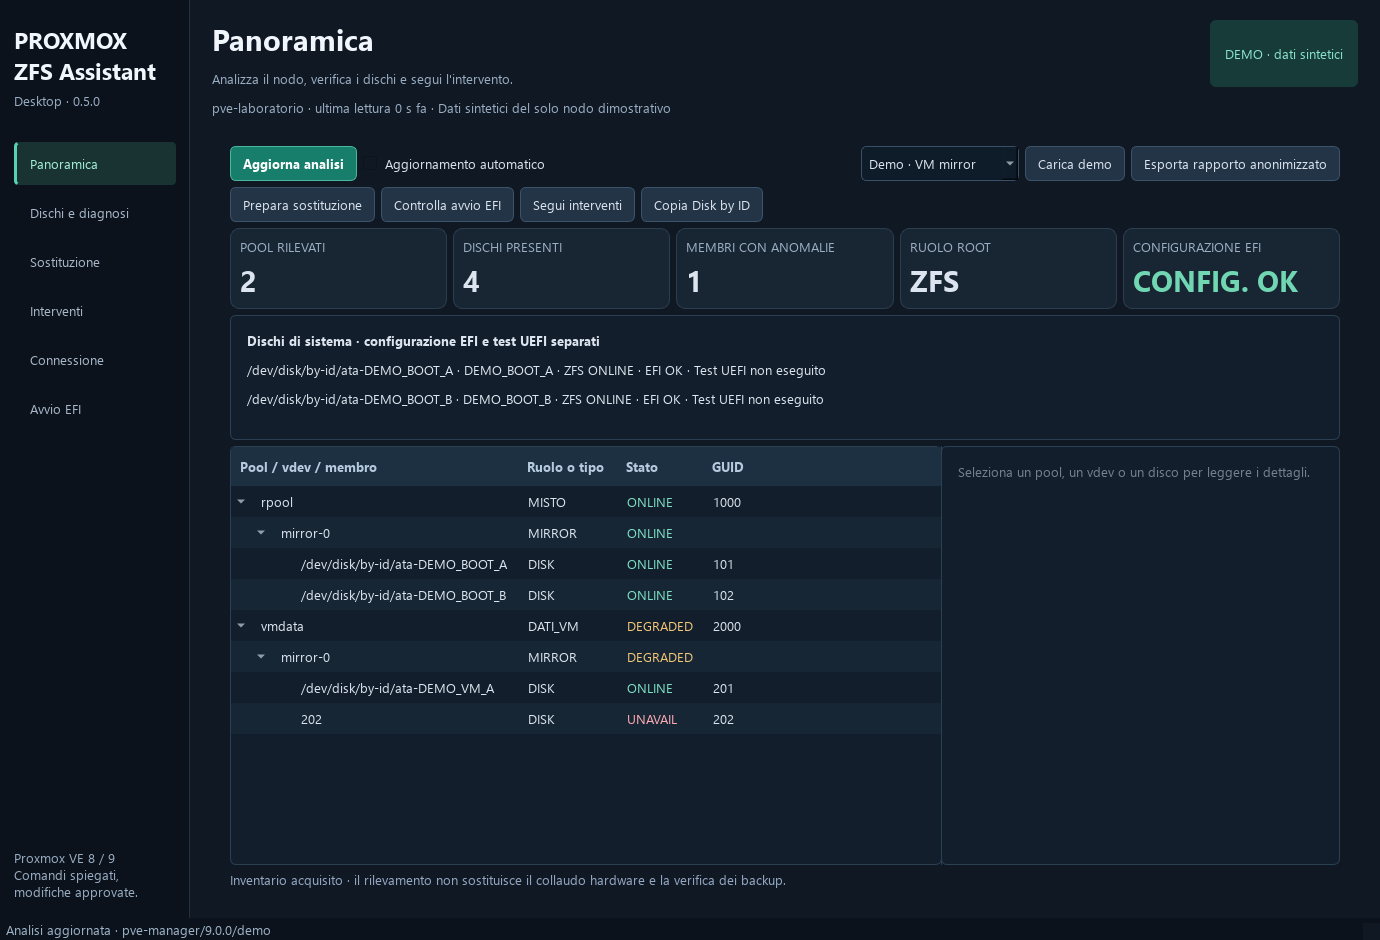 PROXMOX
ZFS Assistant
Desktop · 0.5.0
Panoramica
Dischi e diagnosi
Sostituzione
Interventi
Connessione
Avvio EFI
Proxmox VE 8 / 9
Comandi spiegati,
modifiche approvate.
Panoramica
Analizza il nodo, verifica i dischi e segui l'intervento.
pve-laboratorio · ultima lettura 0 s fa · Dati sintetici del solo nodo dimostrativo
DEMO · dati sintetici
Aggiorna analisi Aggiornamento automatico Demo · VM mirror Carica demo Esporta rapporto anonimizzato
Prepara sostituzione Controlla avvio EFI Segui interventi Copia Disk by ID
POOL RILEVATI DISCHI PRESENTI MEMBRI CON ANOMALIE RUOLO ROOT CONFIGURAZIONE EFI
2 4 1 ZFS CONFIG. OK
Dischi di sistema · configurazione EFI e test UEFI separati
/dev/disk/by-id/ata-DEMO_BOOT_A · DEMO_BOOT_A · ZFS ONLINE · EFI OK · Test UEFI non eseguito
/dev/disk/by-id/ata-DEMO_BOOT_B · DEMO_BOOT_B · ZFS ONLINE · EFI OK · Test UEFI non eseguito
Pool / vdev / membro Ruolo o tipo Stato GUID
rpool MISTO ONLINE 1000
mirror-0 MIRROR ONLINE
/dev/disk/by-id/ata-DEMO_BOOT_A DISK ONLINE 101
/dev/disk/by-id/ata-DEMO_BOOT_B DISK ONLINE 102
vmdata DATI_VM DEGRADED 2000
mirror-0 MIRROR DEGRADED
/dev/disk/by-id/ata-DEMO_VM_A DISK ONLINE 201
202 DISK UNAVAIL 202
Seleziona un pool, un vdev o un disco per leggere i dettagli.
Inventario acquisito · il rilevamento non sostituisce il collaudo hardware e la verifica dei backup.
Analisi aggiornata · pve-manager/9.0.0/demo